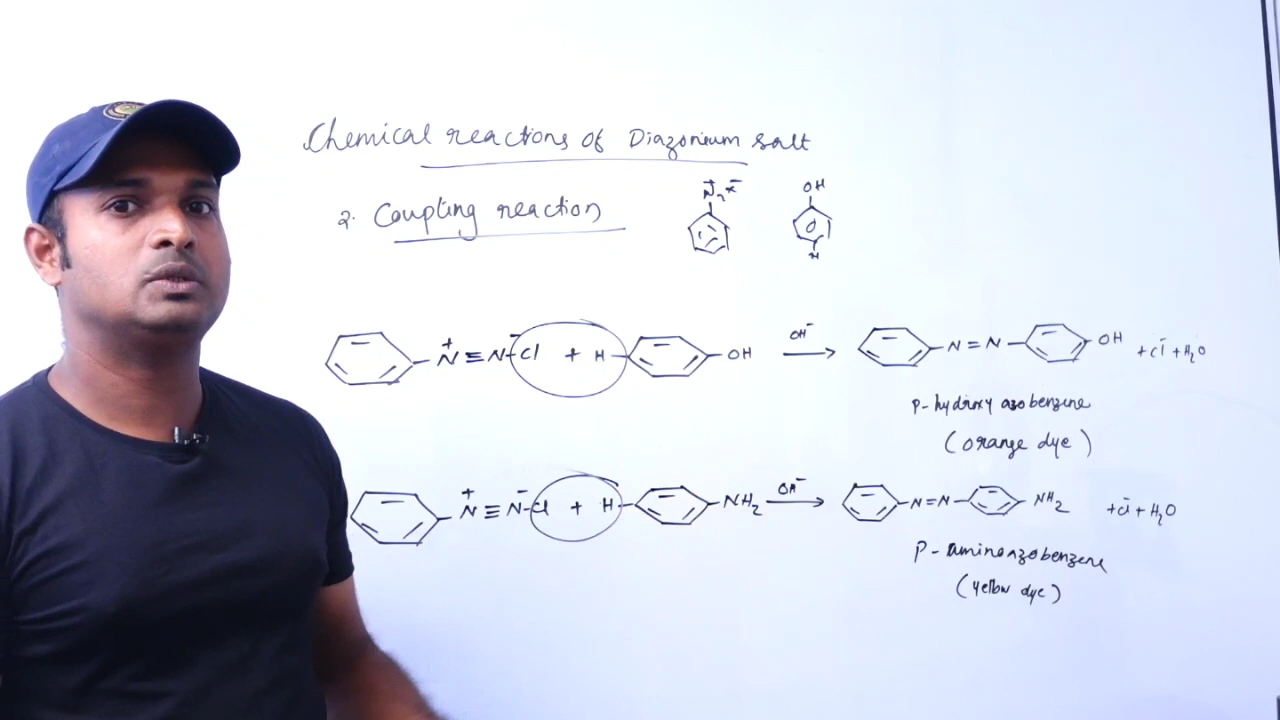 Chemical reactions of Diazonium salt
2. Coupling reaction
N₂⁺X⁻
OH
H
N⁺≡N-Cl⁻ + H OH OH⁻ → N=N OH + Cl⁻ + H₂O
p-hydroxy azobenzene
(orange dye)
N⁺≡N⁻-Cl + H NH₂ OH⁻ → N=N NH₂ + Cl⁻ + H₂O
P-aminoazobenzene
(yellow dye)